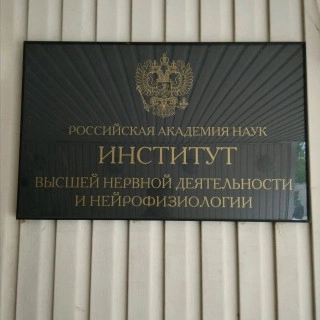 РОССИЙСКАЯ АКАДЕМИЯ НАУК
ИНСТИТУТ
ВЫСШЕЙ НЕРВНОЙ ДЕЯТЕЛЬНОСТИ
И НЕЙРОФИЗИОЛОГИИ